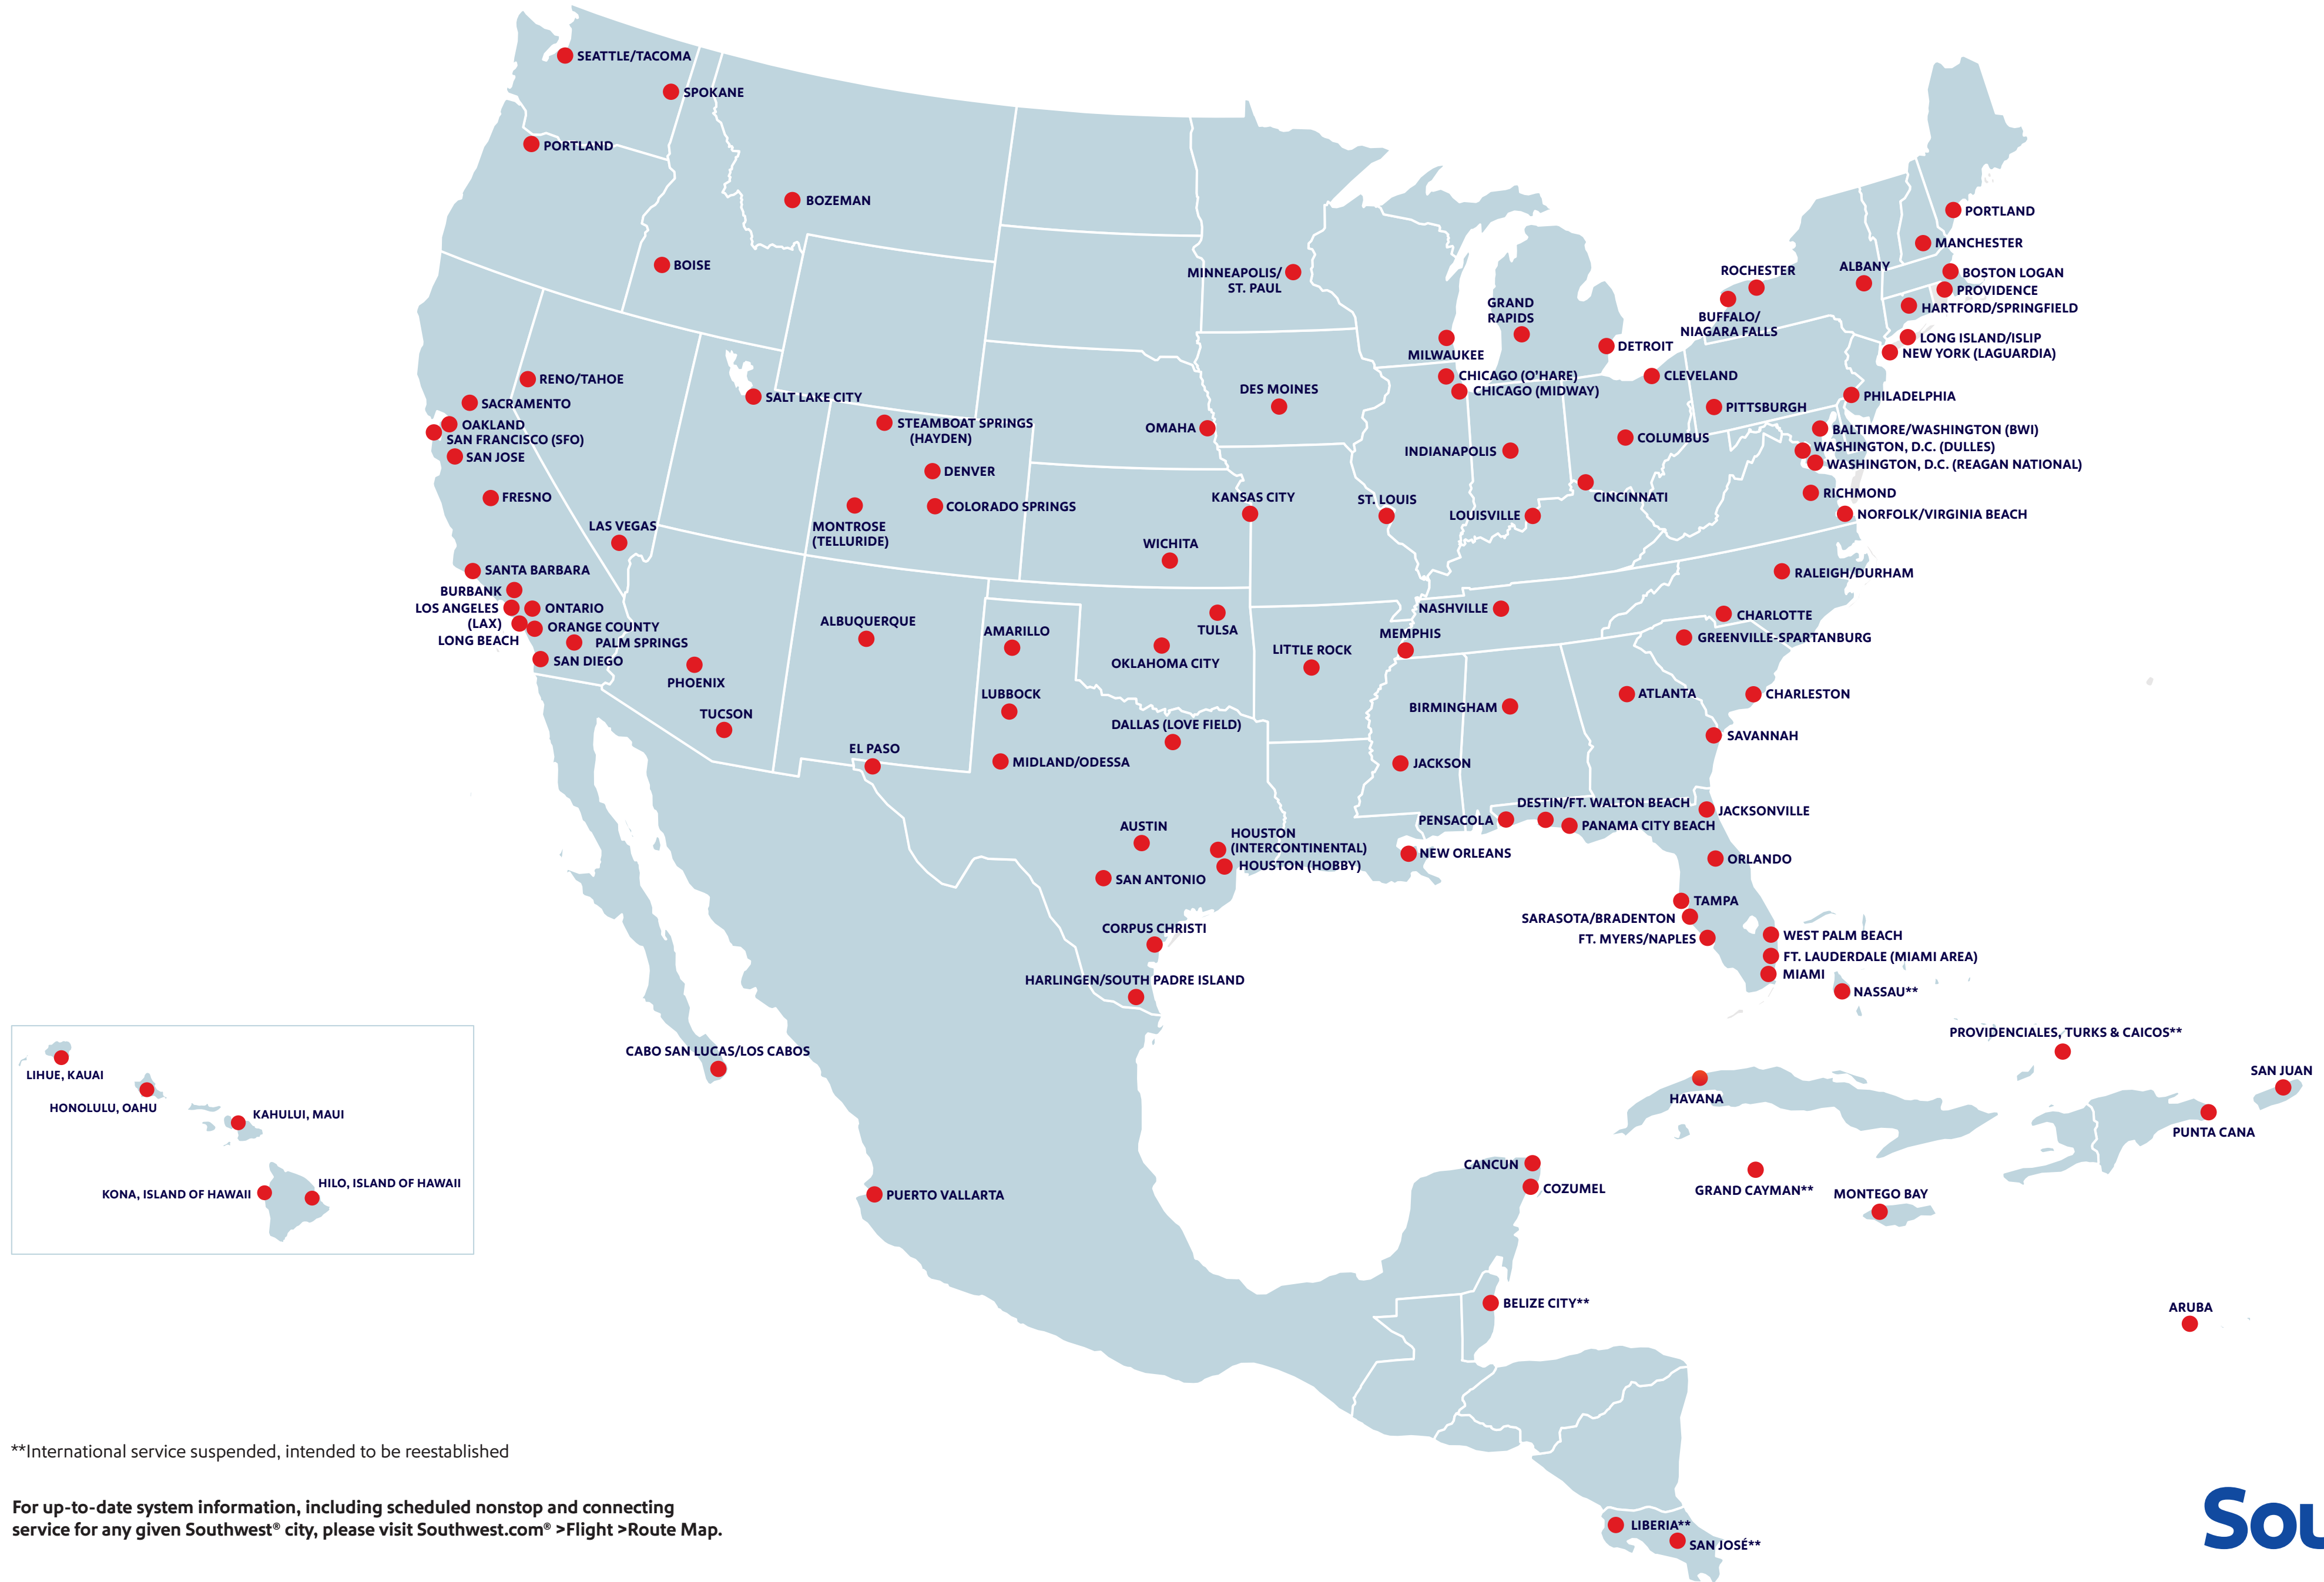 SEATTLE/TACOMA
SPOKANE
PORTLAND
BOZEMAN
BOISE
PORTLAND
MANCHESTER
ROCHESTER
ALBANY
BOSTON LOGAN
PROVIDENCE
HARTFORD/SPRINGFIELD
BUFFALO/
NIAGARA FALLS
LONG ISLAND/ISLIP
NEW YORK (LAGUARDIA)
MINNEAPOLIS/
ST. PAUL
GRAND
RAPIDS
MILWAUKEE
DETROIT
CHICAGO (O'HARE)
CHICAGO (MIDWAY)
CLEVELAND
PITTSBURGH
PHILADELPHIA
BALTIMORE/WASHINGTON (BWI)
WASHINGTON, D.C. (DULLES)
WASHINGTON, D.C. (REAGAN NATIONAL)
RICHMOND
NORFOLK/VIRGINIA BEACH
RENO/TAHOE
SACRAMENTO
OAKLAND
SAN FRANCISCO (SFO)
SAN JOSE
FRESNO
SALT LAKE CITY
STEAMBOAT SPRINGS
(HAYDEN)
DENVER
COLORADO SPRINGS
MONTROSE
(TELLURIDE)
DES MOINES
OMAHA
INDIANAPOLIS
COLUMBUS
CINCINNATI
KANSAS CITY
ST. LOUIS
LOUISVILLE
WICHITA
LAS VEGAS
SANTA BARBARA
BURBANK
LOS ANGELES
(LAX)
ONTARIO
ORANGE COUNTY
LONG BEACH
PALM SPRINGS
SAN DIEGO
PHOENIX
TUCSON
ALBUQUERQUE
AMARILLO
TULSA
OKLAHOMA CITY
LITTLE ROCK
NASHVILLE
MEMPHIS
RALEIGH/DURHAM
CHARLOTTE
GREENVILLE-SPARTANBURG
LUBBOCK
DALLAS (LOVE FIELD)
EL PASO
MIDLAND/ODESSA
BIRMINGHAM
ATLANTA
CHARLESTON
SAVANNAH
JACKSON
DESTIN/FT. WALTON BEACH
PENSACOLA
PANAMA CITY BEACH
JACKSONVILLE
AUSTIN
HOUSTON
(INTERCONTINENTAL)
HOUSTON (HOBBY)
SAN ANTONIO
NEW ORLEANS
ORLANDO
TAMPA
SARASOTA/BRADENTON
FT. MYERS/NAPLES
WEST PALM BEACH
FT. LAUDERDALE (MIAMI AREA)
MIAMI
NASSAU**
CORPUS CHRISTI
HARLINGEN/SOUTH PADRE ISLAND
CABO SAN LUCAS/LOS CABOS
PUERTO VALLARTA
PROVIDENCIALES, TURKS & CAICOS**
SAN JUAN
HAVANA
PUNTA CANA
CANCUN
COZUMEL
GRAND CAYMAN**
MONTEGO BAY
BELIZE CITY**
ARUBA
LIBERIA**
SAN JOSÉ**
LIHUE, KAUAI
HONOLULU, OAHU
KAHULUI, MAUI
KONA, ISLAND OF HAWAII
HILO, ISLAND OF HAWAII
**International service suspended, intended to be reestablished
For up-to-date system information, including scheduled nonstop and connecting
service for any given Southwest® city, please visit Southwest.com® >Flight >Route Map.